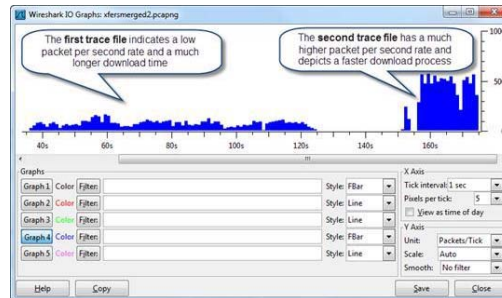 Wireshark IO Graphs: xfersmerged2.pcapng
The first trace file indicates a low
packet per second rate and a much
longer download time
The second trace file has a much
higher packet per second rate and
depicts a faster download process
1000
500
0
40s 60s 80s 100s 120s 140s 160s
Graphs
X Axis
Graph 1 Color Filter: Style: FBar
Tick interval: 1 sec
Graph 2 Color Filter: Style: Line
Pixels per tick: 5
Graph 3 Color Filter: Style: Line
View as time of day
Graph 4 Color Filter: Style: FBar
Y Axis
Unit: Packets/Tick
Graph 5 Color Filter: Style: Line
Scale: Auto
Smooth: No filter
Help Copy Save Close